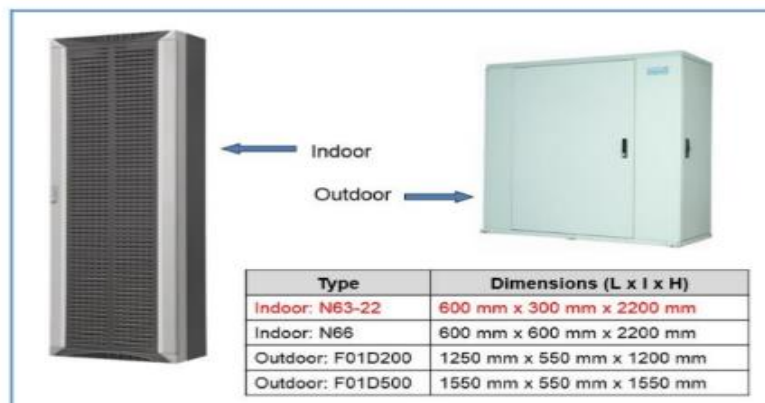 Indoor
Outdoor
Type Dimensions (L x I x H)
Indoor: N63-22 600 mm x 300 mm x 2200 mm
Indoor: N66 600 mm x 600 mm x 2200 mm
Outdoor: F01D200 1250 mm x 550 mm x 1200 mm
Outdoor: F01D500 1550 mm x 550 mm x 1550 mm